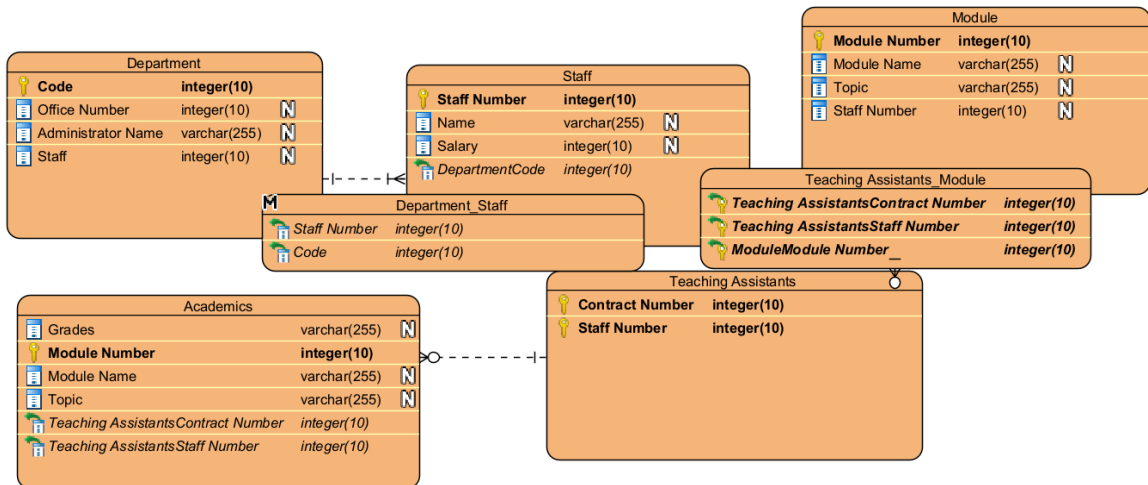 Department
Code integer(10)
Office Number integer(10) N
Administrator Name varchar(255) N
Staff integer(10) N
Staff
Staff Number integer(10)
Name varchar(255) N
Salary integer(10) N
DepartmentCode integer(10)
Module
Module Number integer(10)
Module Name varchar(255) N
Topic varchar(255) N
Staff Number integer(10) N
M
Department_Staff
Staff Number integer(10)
Code integer(10)
Teaching Assistants_Module
Teaching AssistantsContract Number integer(10)
Teaching AssistantsStaff Number integer(10)
ModuleModule Number_ integer(10)
Academics
Grades varchar(255) N
Module Number integer(10)
Module Name varchar(255) N
Topic varchar(255) N
Teaching AssistantsContract Number integer(10)
Teaching AssistantsStaff Number integer(10)
Teaching Assistants
Contract Number integer(10)
Staff Number integer(10)